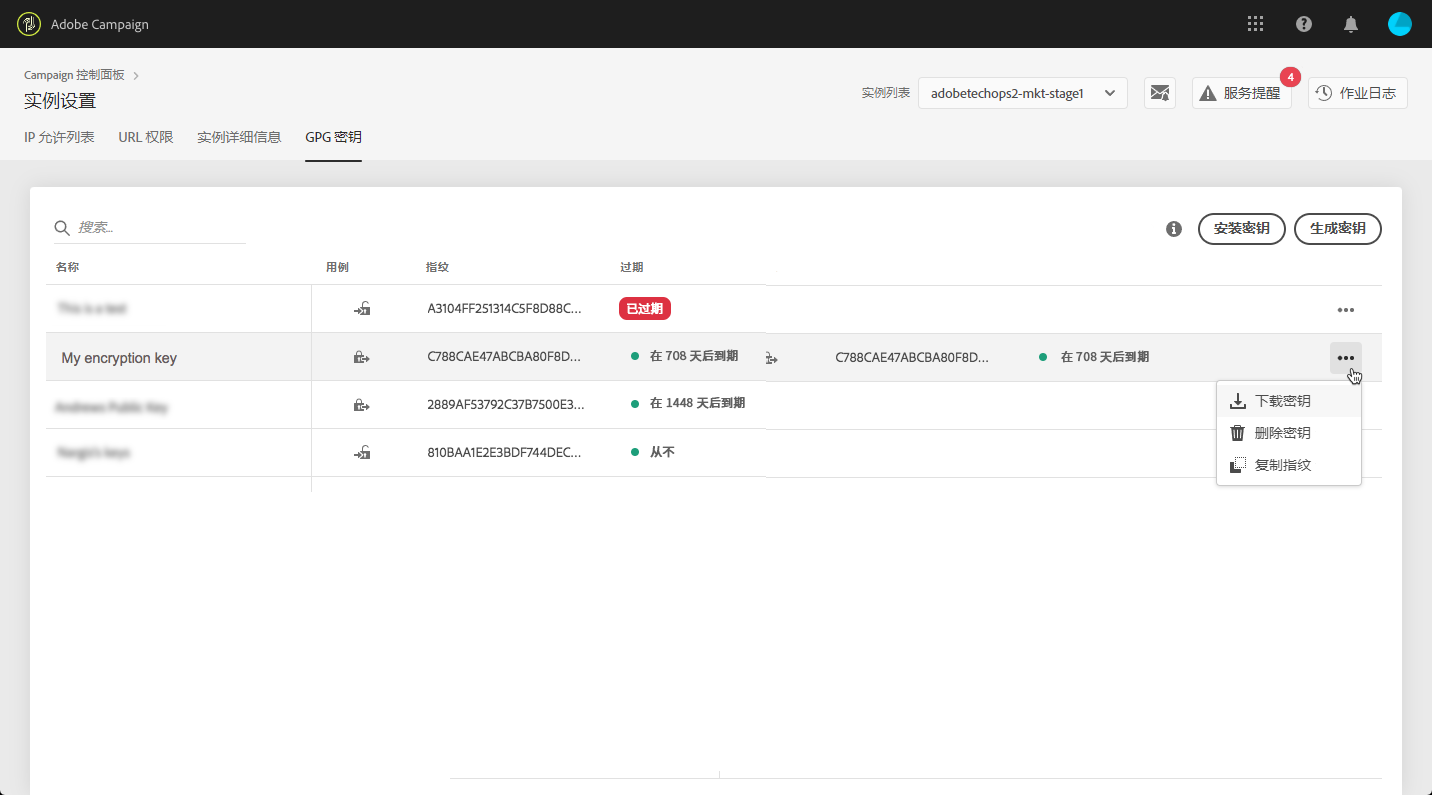 Adobe Campaign
Campaign 控制面板
实例设置
实例列表 adobetechops2-mkt-stage1 服务提醒 4 作业日志
IP 允许列表 URL 权限 实例详细信息 GPG 密钥
搜索... 安装密钥 生成密钥
名称 用例 指纹 过期
A3104FF251314C5F8D88C... 已过期
My encryption key C788CAE47ABCBA80F8D... 在 708 天后到期 C788CAE47ABCBA80F8D... 在 708 天后到期
2889AF53792C37B7500E3... 在 1448 天后到期
810BAA1E2E3BDF744DEC... 从不
下载密钥
删除密钥
复制指纹